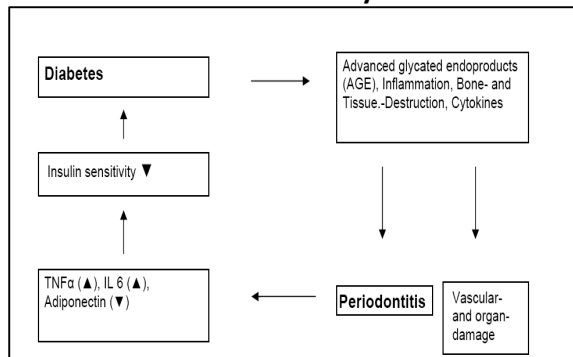 Diabetes
Advanced glycated endoproducts
(AGE), Inflammation, Bone- and
Tissue.-Destruction, Cytokines
Insulin sensitivity ▼
TNFα (▲), IL 6 (▲),
Adiponectin (▼)
Periodontitis
Vascular-
and organ-
damage